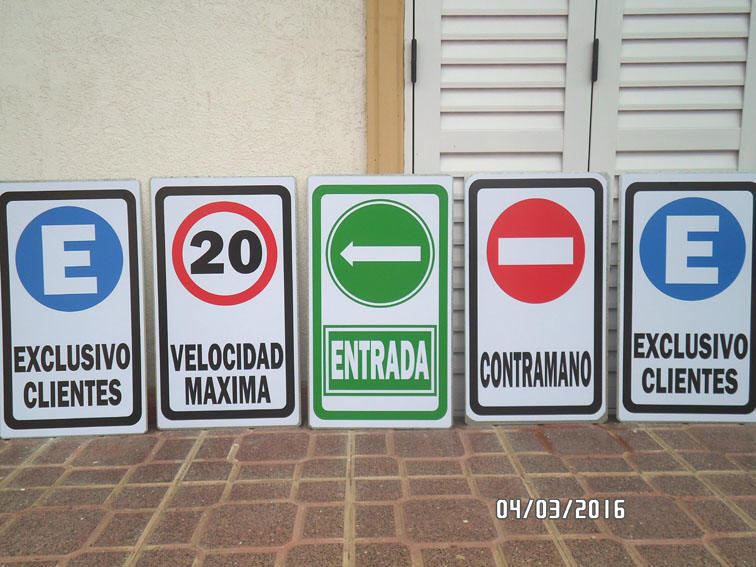 E
EXCLUSIVO
CLIENTES
20
VELOCIDAD
MAXIMA
ENTRADA
CONTRAMANO
E
EXCLUSIVO
CLIENTES
04/03/2016